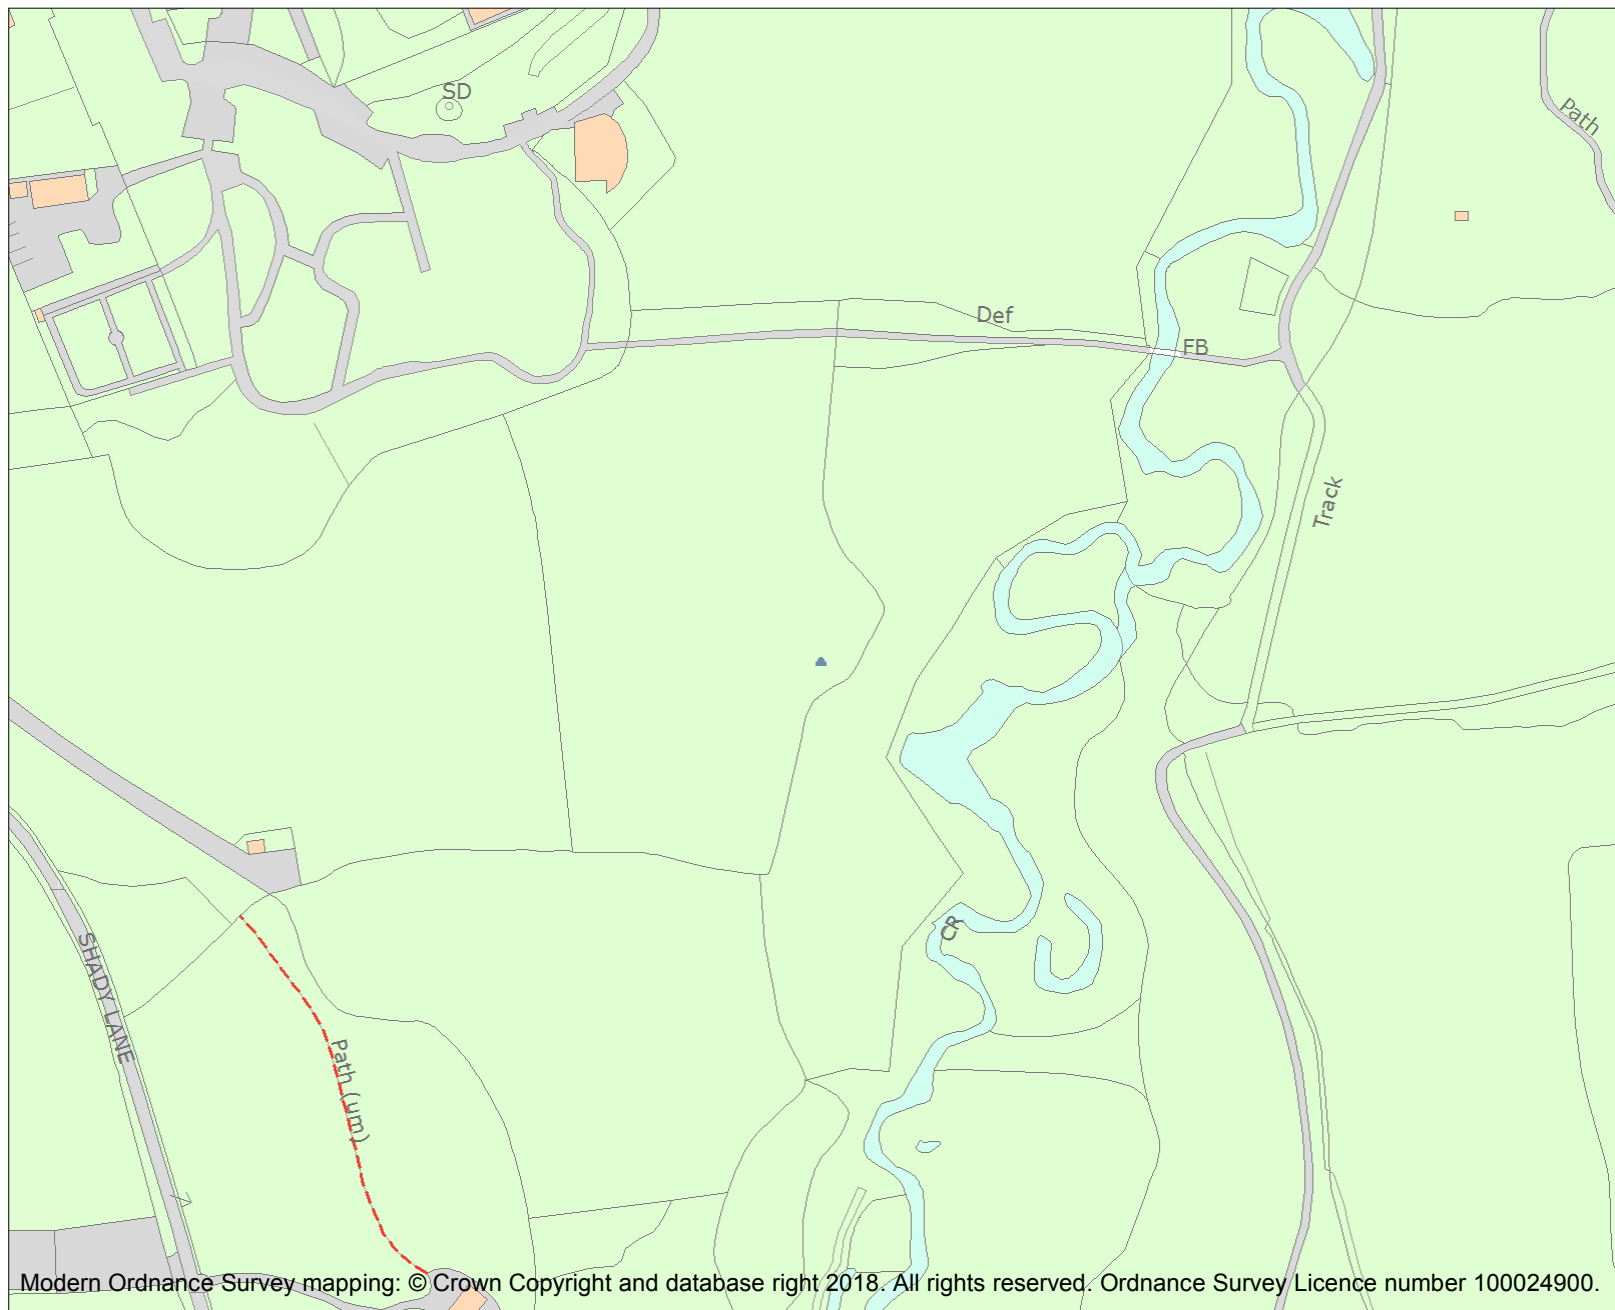 SD
Path
Def
FB
Track
CR
SHADY LANE
Path (um)
Modern Ordnance Survey mapping: © Crown Copyright and database right 2018. All rights reserved. Ordnance Survey Licence number 100024900.